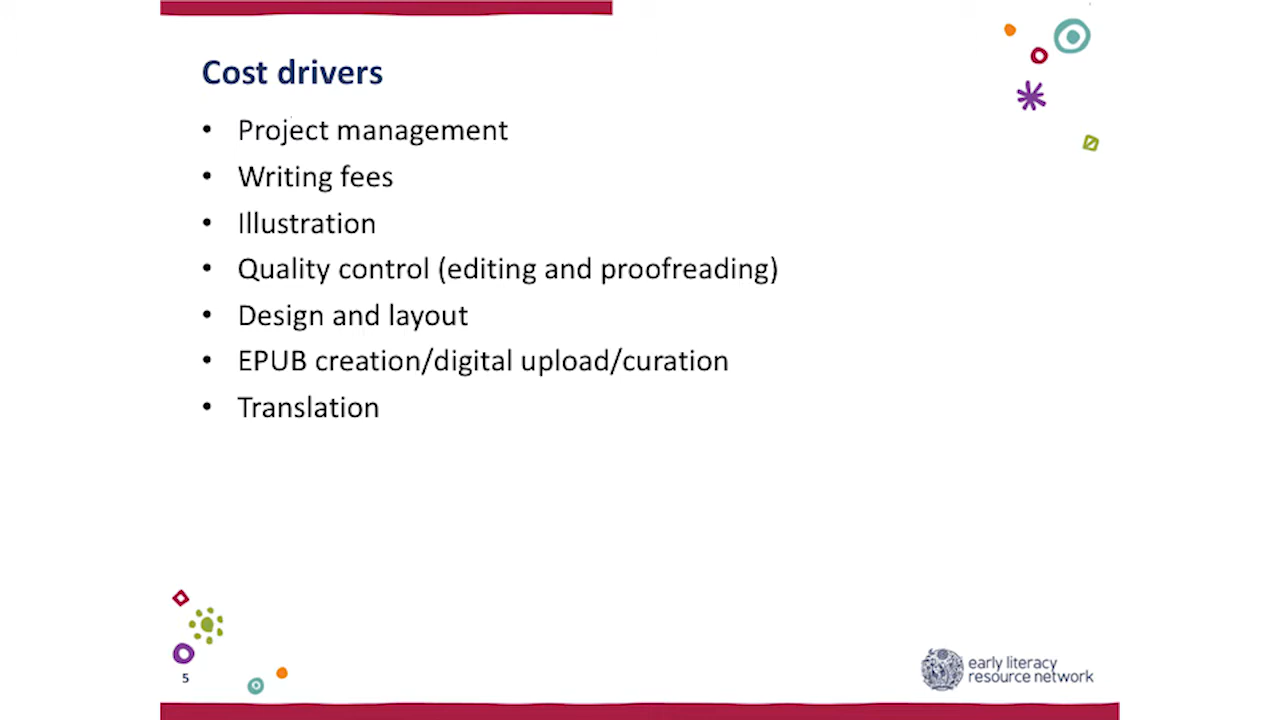 Cost drivers
• Project management
• Writing fees
• Illustration
• Quality control (editing and proofreading)
• Design and layout
• EPUB creation/digital upload/curation
• Translation
5
early literacy
resource network